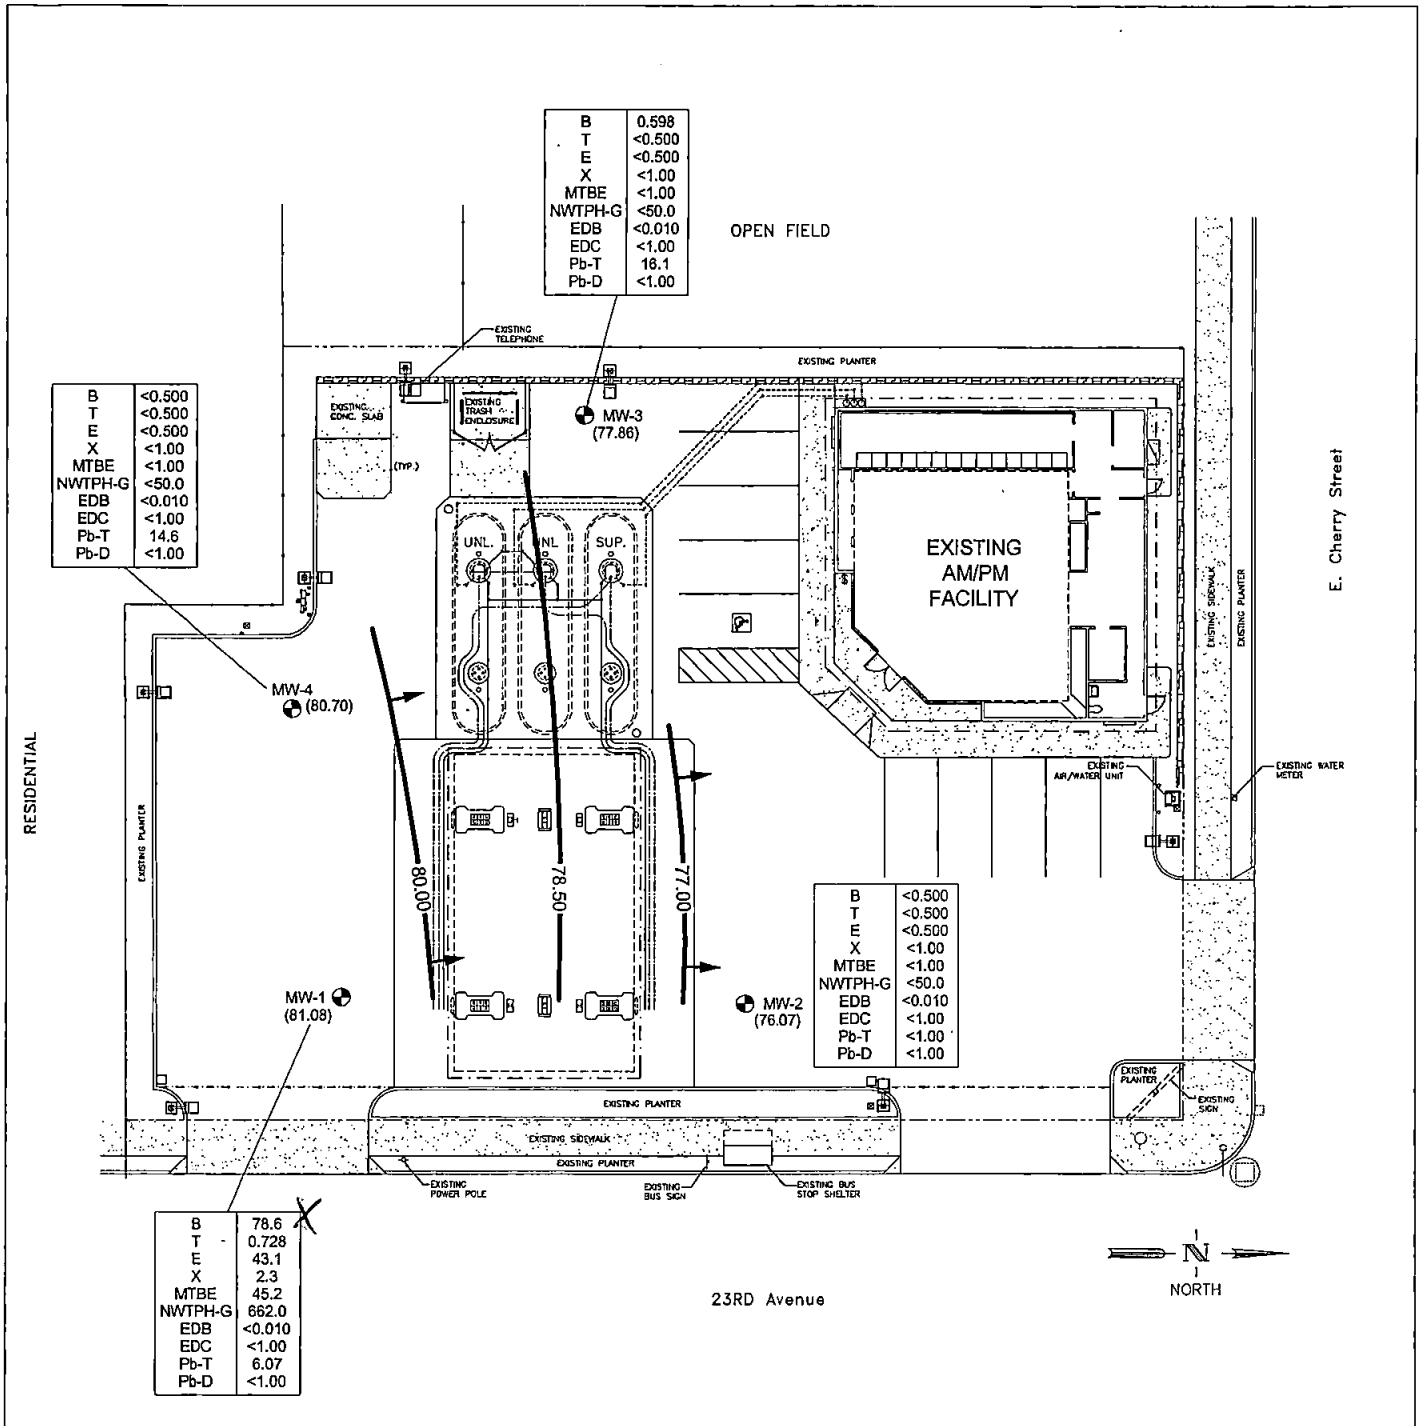 B 0.598
T <0.500
E <0.500
X <1.00
MTBE <1.00
NWTPH-G <50.0
EDB <0.010
EDC <1.00
Pb-T 16.1
Pb-D <1.00
OPEN FIELD
EXISTING
TELEPHONE
EXISTING PLANTER
B <0.500
T <0.500
E <0.500
X <1.00
MTBE <1.00
NWTPH-G <50.0
EDB <0.010
EDC <1.00
Pb-T 14.6
Pb-D <1.00
EXISTING
CONC. SLAB
EXISTING
TRASH
ENCLOSURE
(TYP.)
MW-3
(77.86)
UNL.
UNL
SUP.
EXISTING
AM/PM
FACILITY
E. Cherry Street
EXISTING SIDEWALK
EXISTING PLANTER
MW-4
(80.70)
RESIDENTIAL
EXISTING PLANTER
EXISTING
AIR/WATER UNIT
EXISTING WATER
METER
80.00
78.50
77.00
B <0.500
T <0.500
E <0.500
X <1.00
MTBE <1.00
NWTPH-G <50.0
EDB <0.010
EDC <1.00
Pb-T <1.00
Pb-D <1.00
MW-1
(81.08)
MW-2
(76.07)
EXISTING
PLANTER
EXISTING
SIGN
EXISTING PLANTER
EXISTING SIDEWALK
EXISTING PLANTER
EXISTING
POWER POLE
EXISTING
BUS SIGN
EXISTING BUS
STOP SHELTER
B 78.6 X
T 0.728
E 43.1
X 2.3
MTBE 45.2
NWTPH-G 662.0
EDB <0.010
EDC <1.00
Pb-T 6.07
Pb-D <1.00
23RD Avenue
N
NORTH